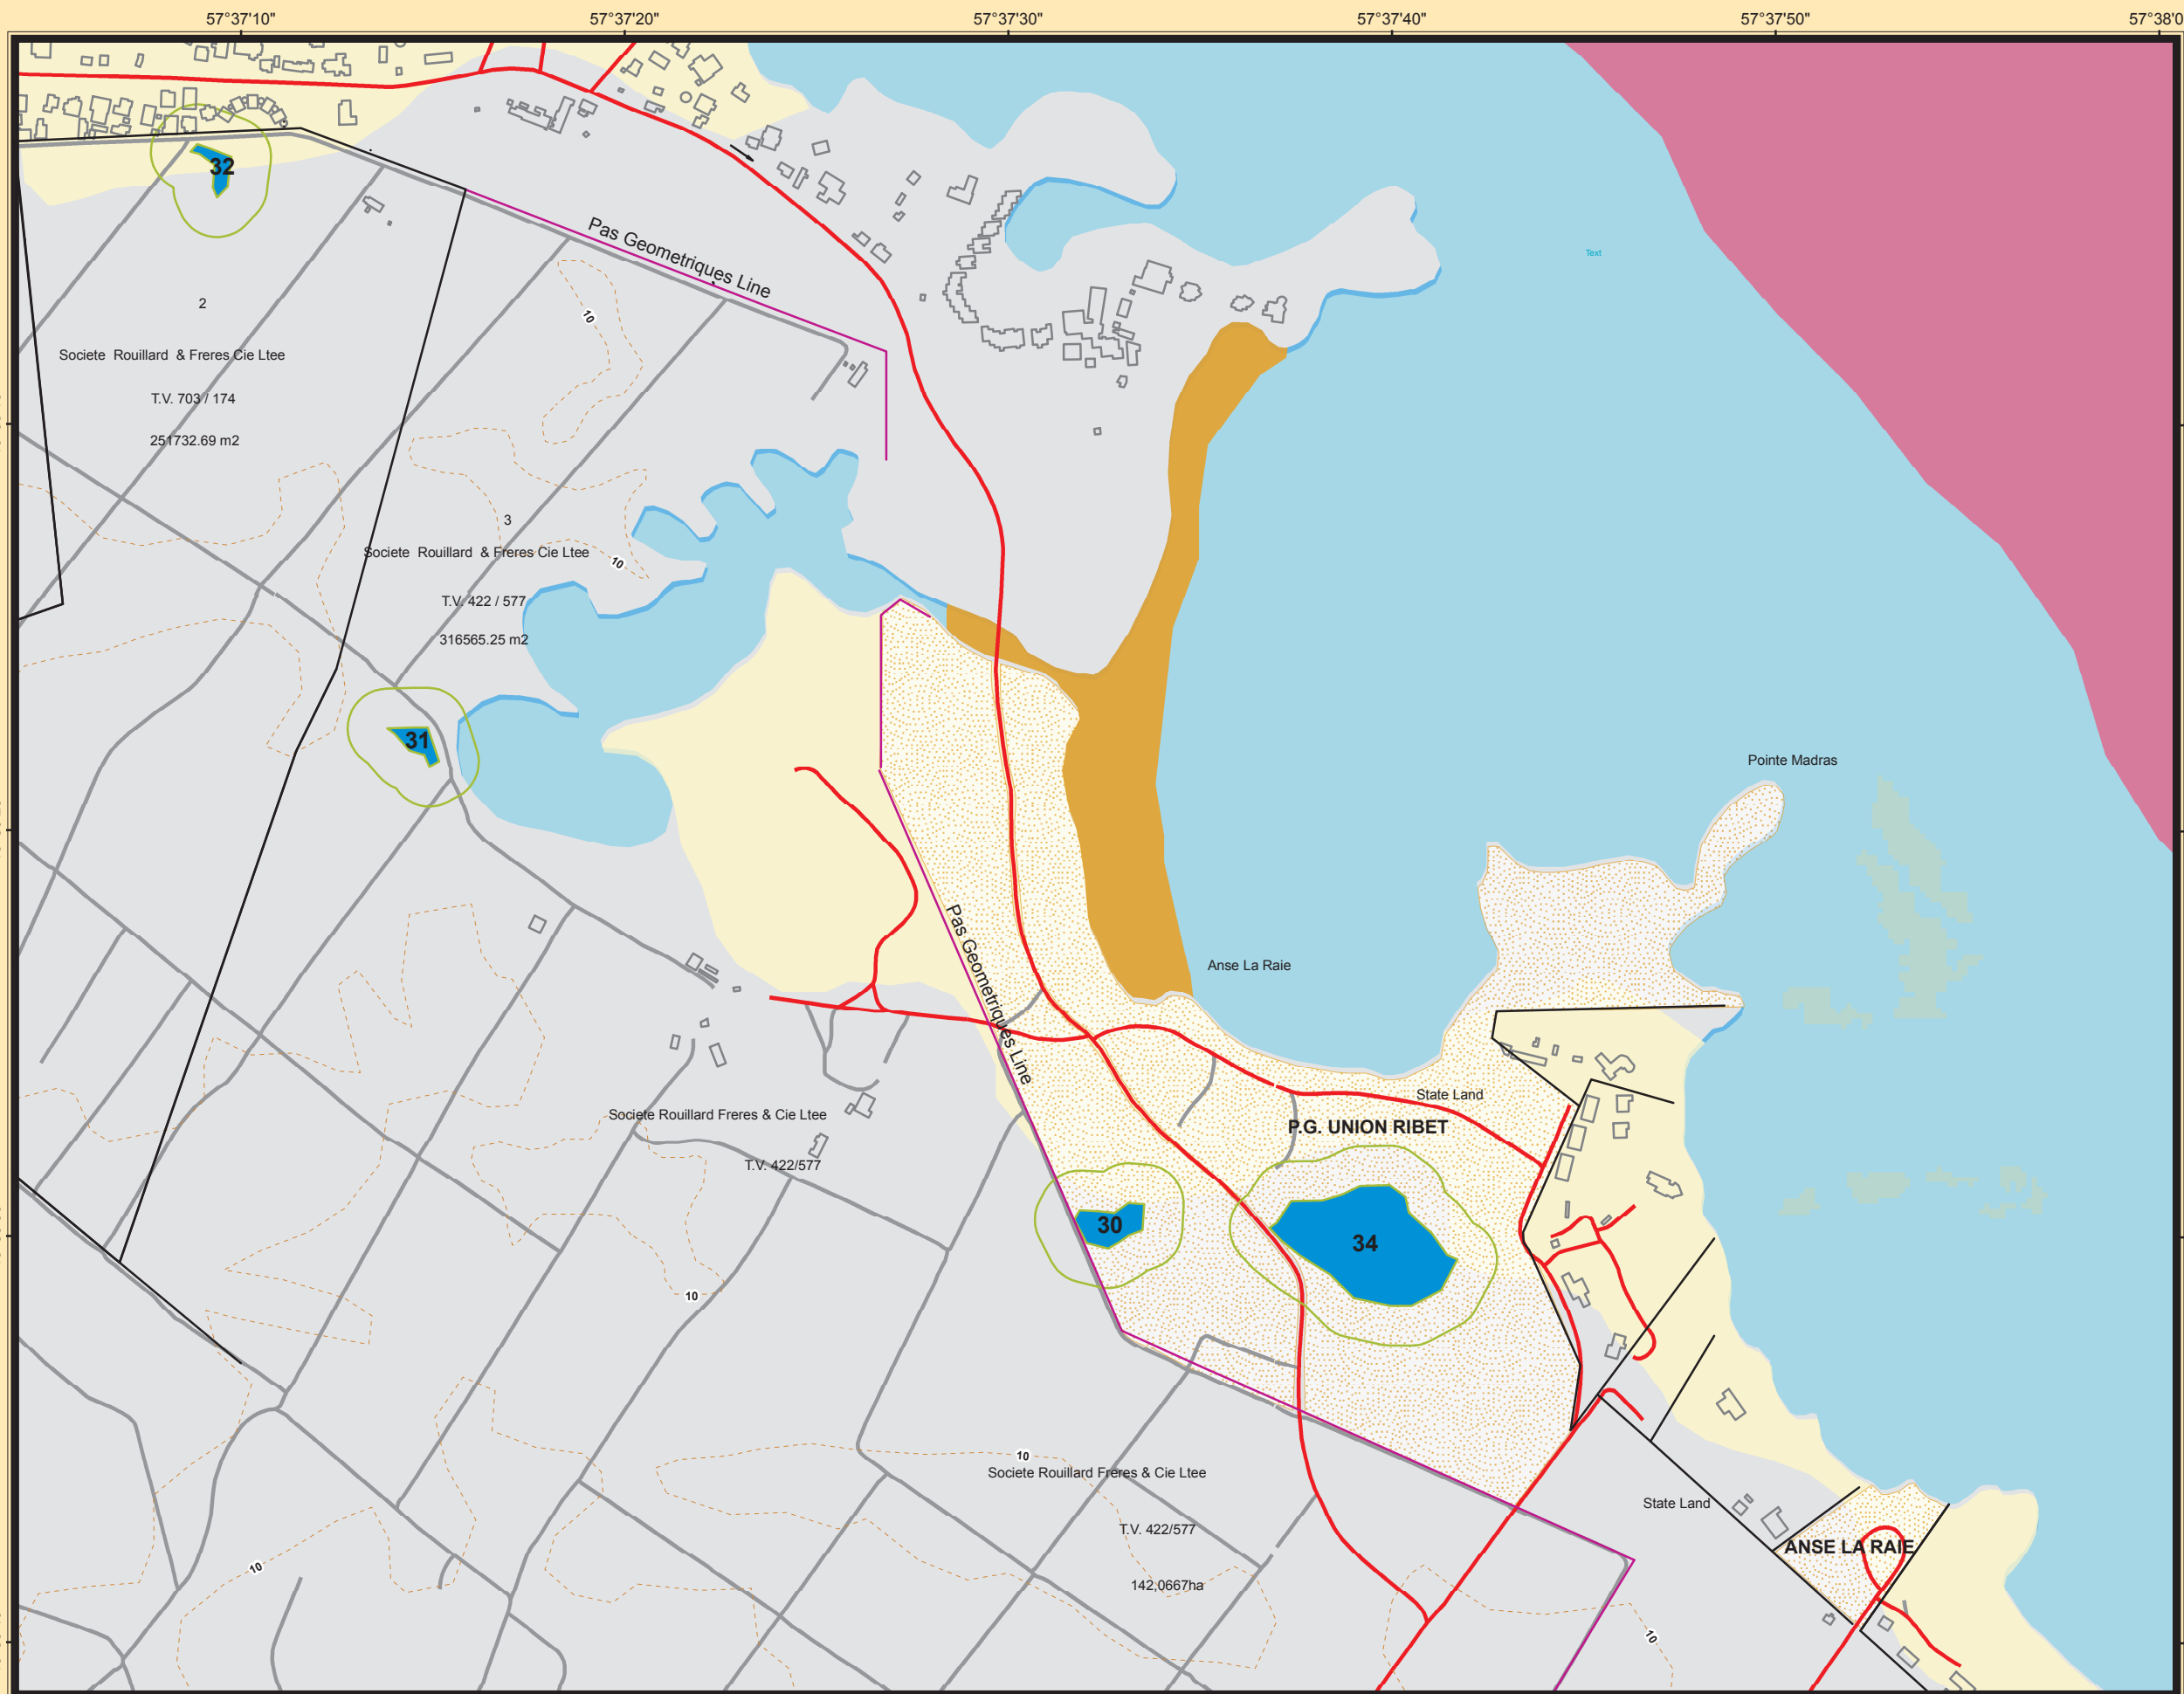 57°37'10" 57°37'20" 57°37'30" 57°37'40" 57°37'50" 57°38'0
32
Pas Geometriques Line
Text
2
10
Societe Rouillard & Freres Cie Ltee
T.V. 703 / 174
251732.69 m2
3
Societe Rouillard & Freres Cie Ltee
10
T.V. 422 / 577
316565.25 m2
31
Pointe Madras
Pas Geometriques Line
Anse La Raie
State Land
Societe Rouillard Freres & Cie Ltee
P.G. UNION RIBET
T.V. 422/577
30
34
10
10
Societe Rouillard Freres & Cie Ltee
State Land
T.V. 422/577
ANSE LA RAIE
10
142,0667ha
10